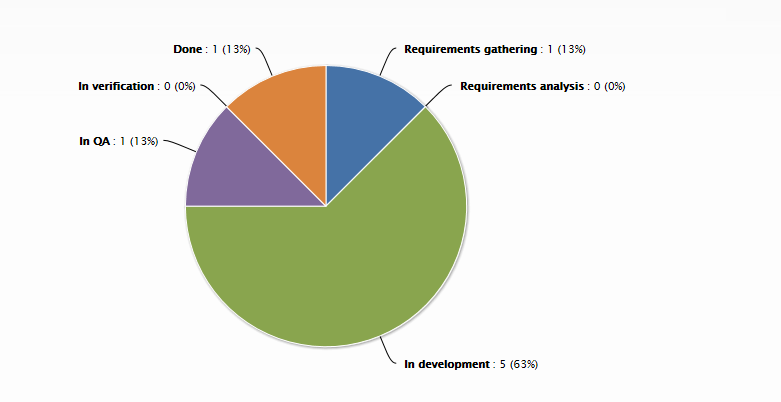 Done : 1 (13%)
Requirements gathering : 1 (13%)
In verification : 0 (0%)
Requirements analysis : 0 (0%)
In QA : 1 (13%)
In development : 5 (63%)